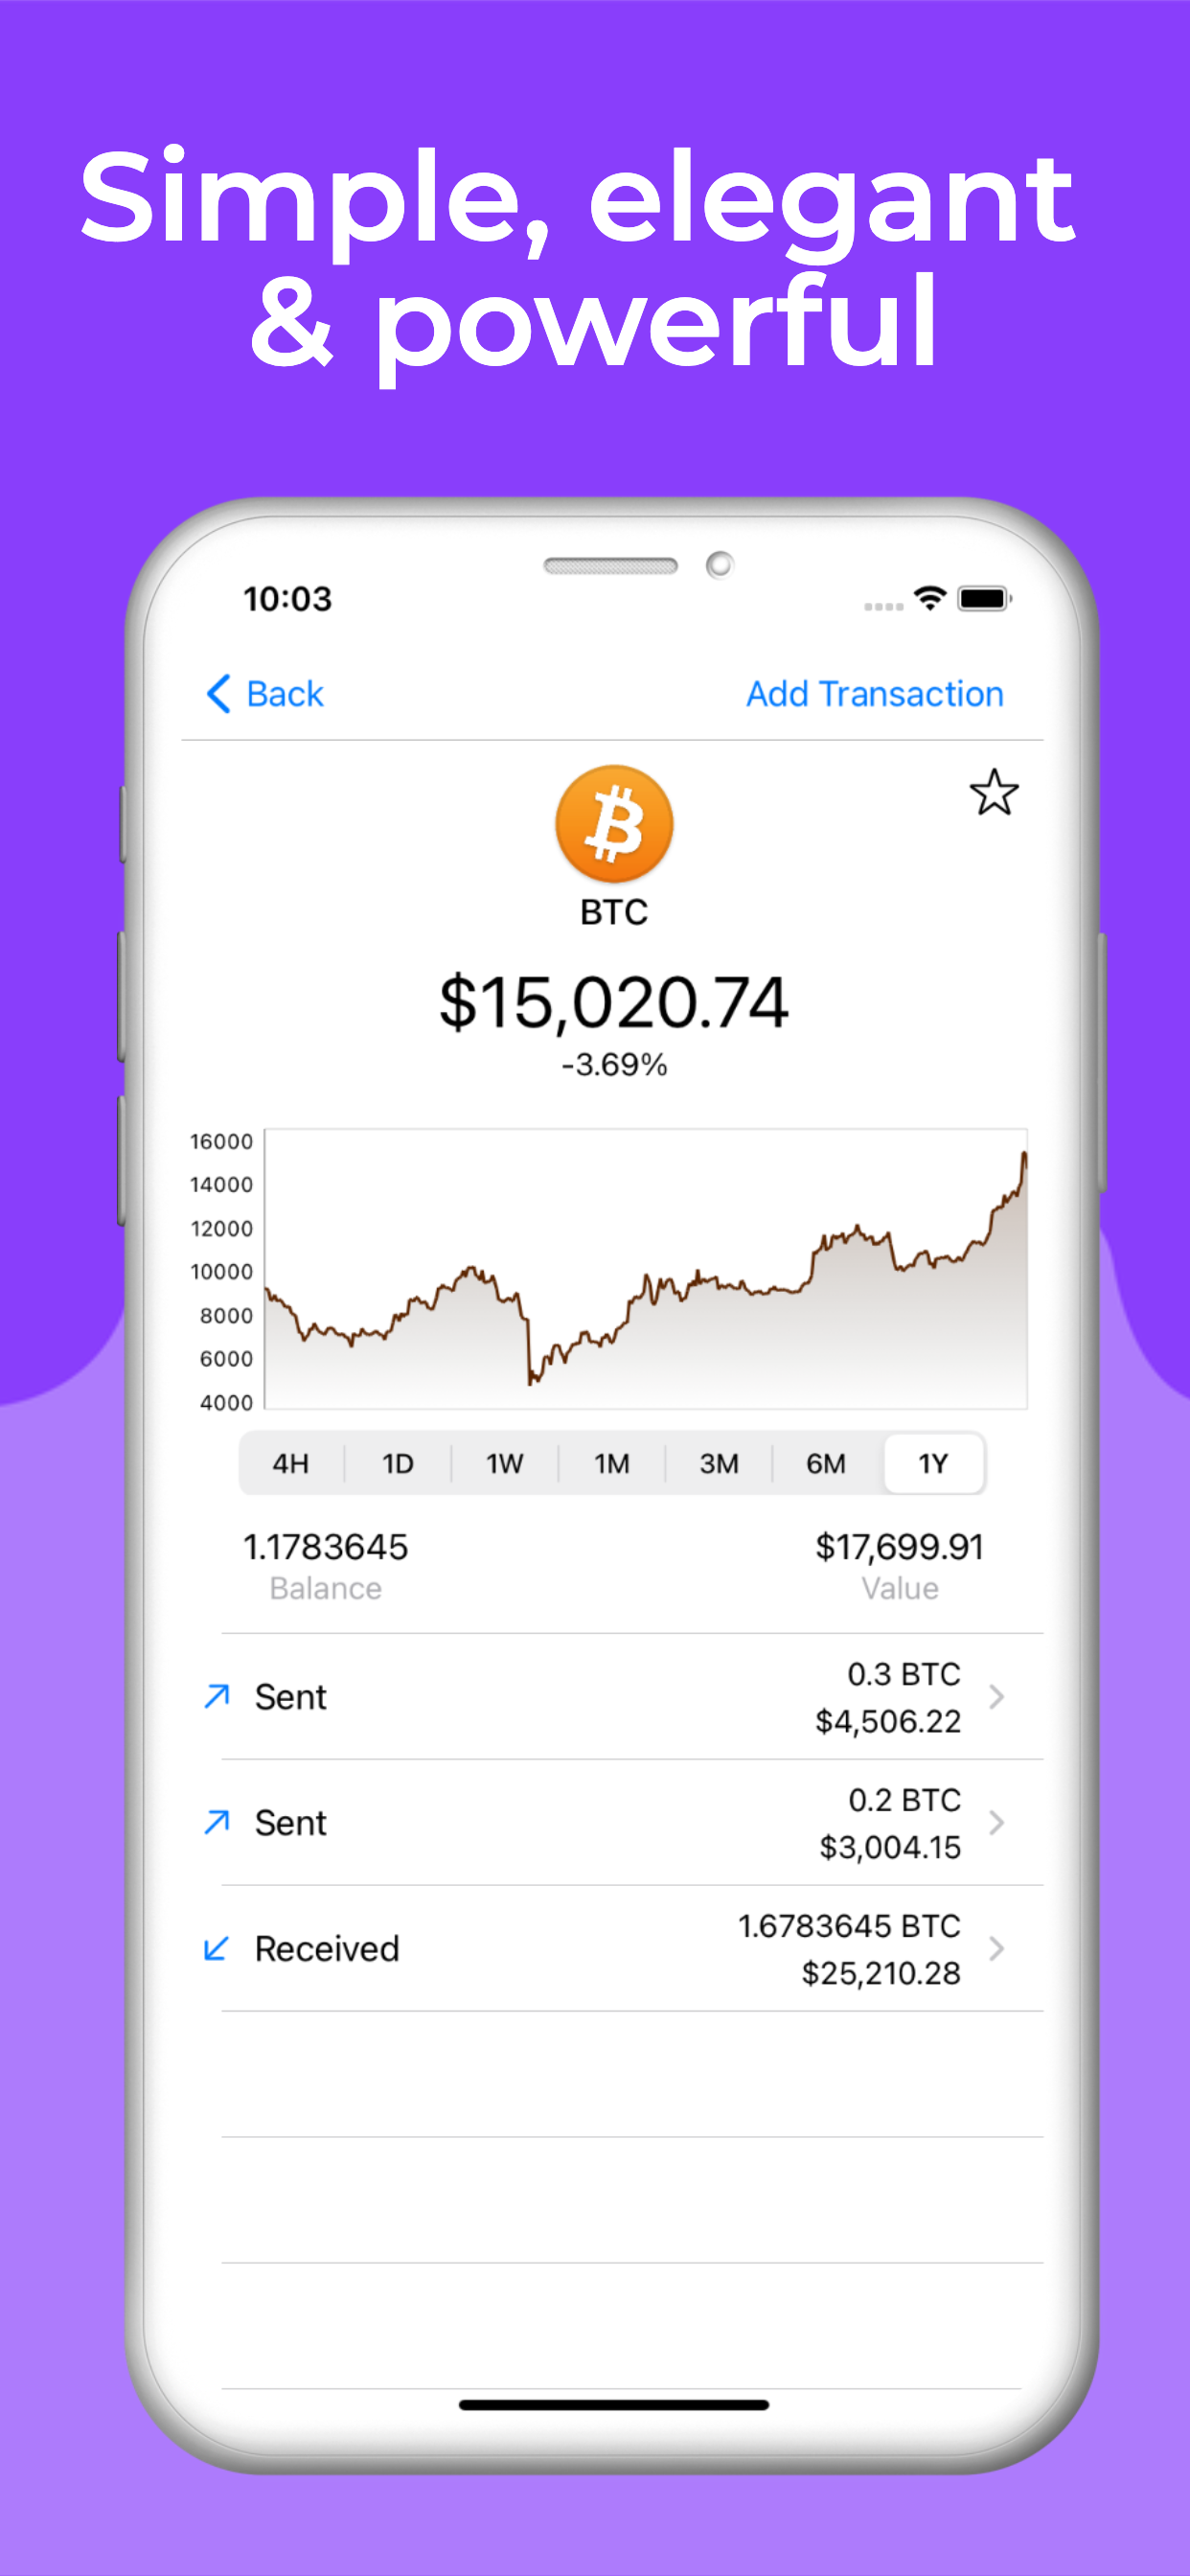 Simple, elegant
& powerful
10:03
Back
Add Transaction
BTC
$15,020.74
-3.69%
16000
14000
12000
10000
8000
6000
4000
4H 1D 1W 1M 3M 6M 1Y
1.1783645 $17,699.91
Balance Value
0.3 BTC
Sent
$4,506.22
0.2 BTC
Sent
$3,004.15
1.6783645 BTC
Received
$25,210.28